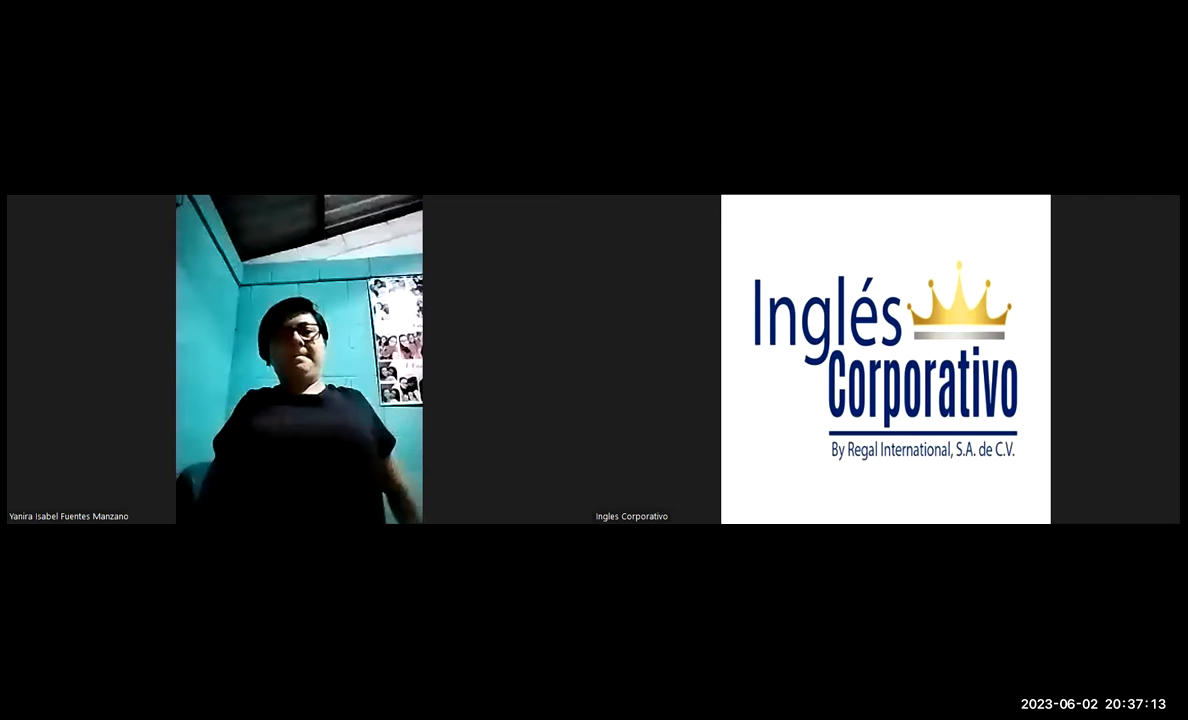 Yanira Isabel Fuentes Manzano
Inglés
Corporativo
By Regal International, S.A. de C.V.
Ingles Corporativo
2023-06-02 20:37:13